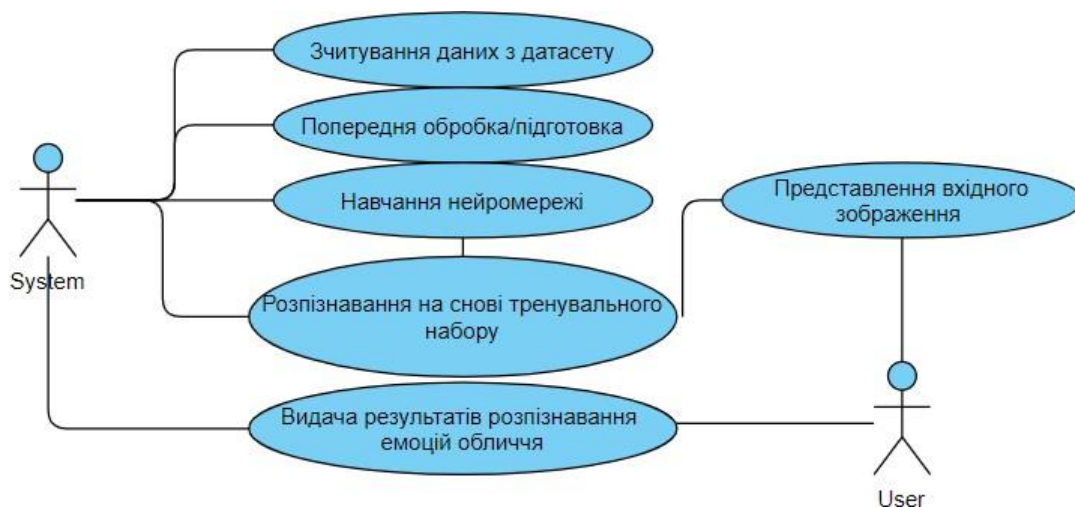 Зчитування даних з датасету
Попередня обробка/підготовка
Навчання нейромережі
Представлення вхідного
зображення
System
Розпізнавання на снові тренувального
набору
Видача результатів розпізнавання
емоцій обличчя
User